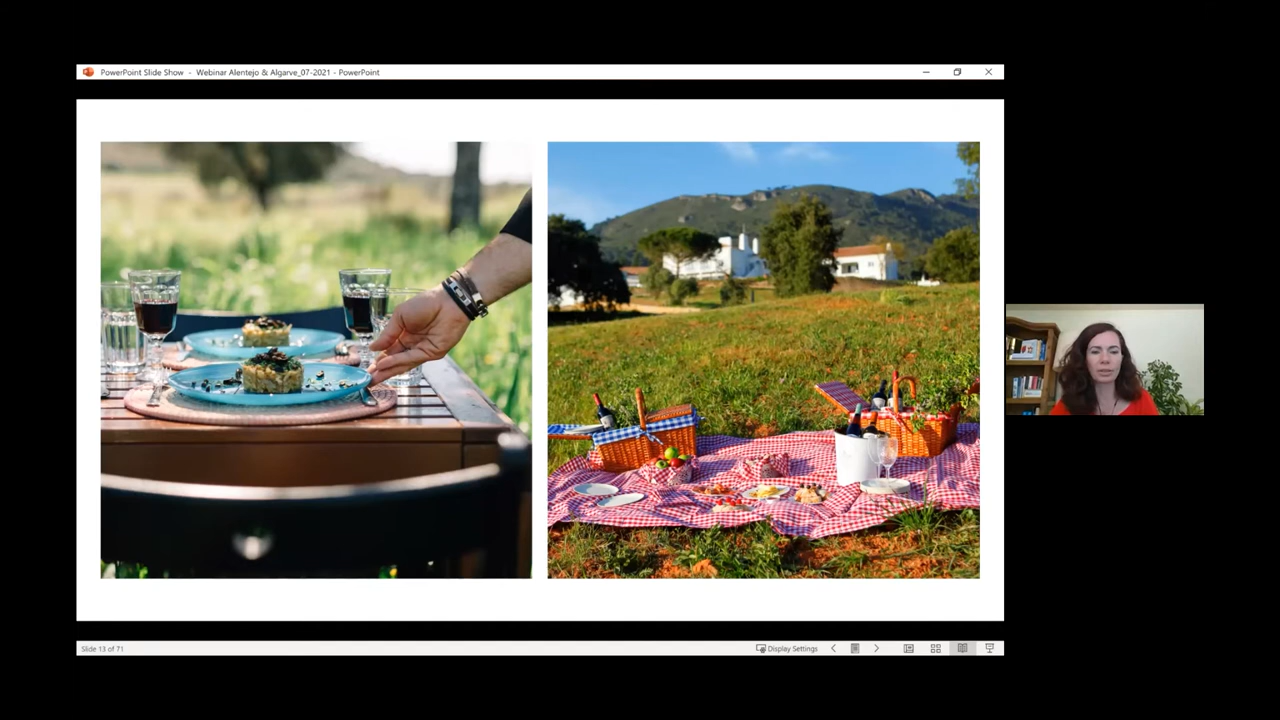 PowerPoint Slide Show - Webinar Alentejo & Algarve_07-2021 - PowerPoint
Slide 13 of 71
Display Settings